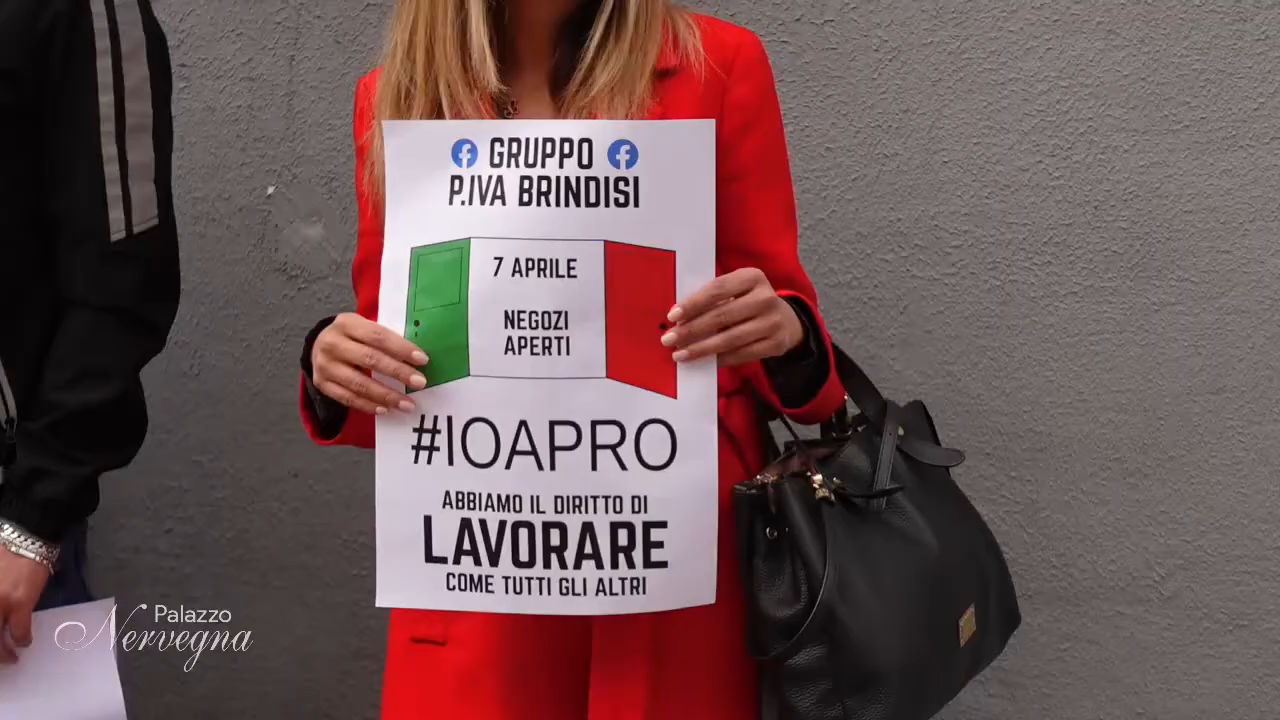 GRUPPO
P.IVA BRINDISI
7 APRILE
NEGOZI
APERTI
#IOAPRO
ABBIAMO IL DIRITTO DI
LAVORARE
COME TUTTI GLI ALTRI
Palazzo
Nervegna